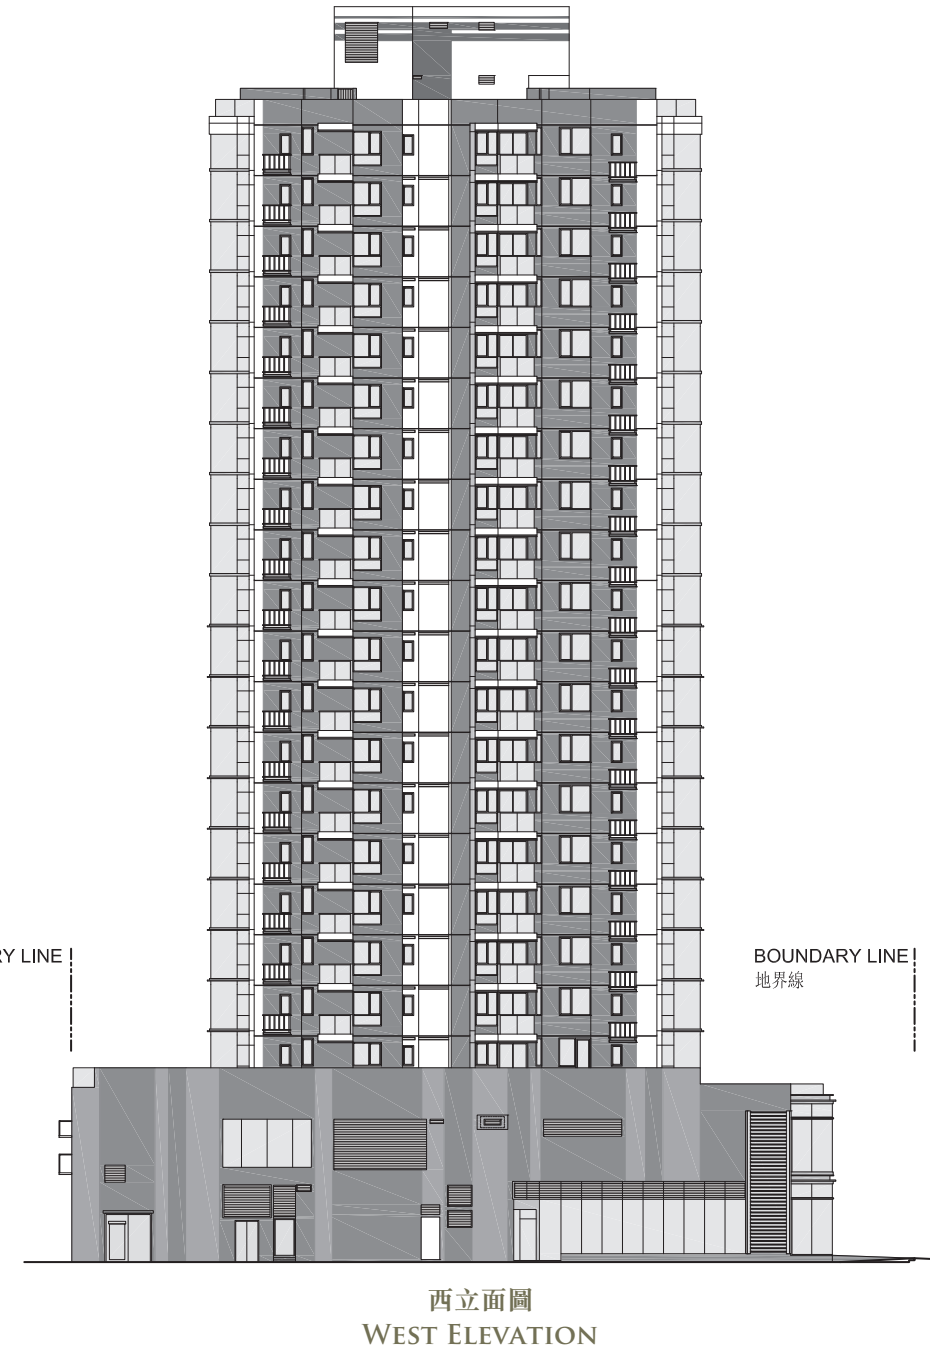 RY LINE
BOUNDARY LINE
地界線
西立面圖
WEST ELEVATION